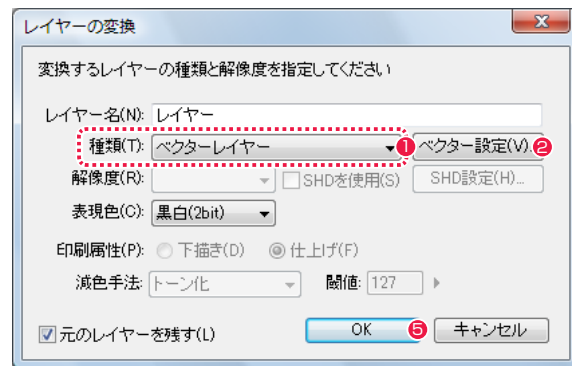 レイヤーの変換
変換するレイヤーの種類と解像度を指定してください
レイヤー名(N): レイヤー
種類(T): ベクターレイヤー 1 ベクター設定(V)... 2
解像度(R): SHDを使用(S) SHD設定(H)...
表現色(C): 黒白(2bit)
印刷属性(P): 下描き(D) 仕上げ(F)
減色手法: トーン化 閾値: 127
元のレイヤーを残す(L) OK 5 キャンセル